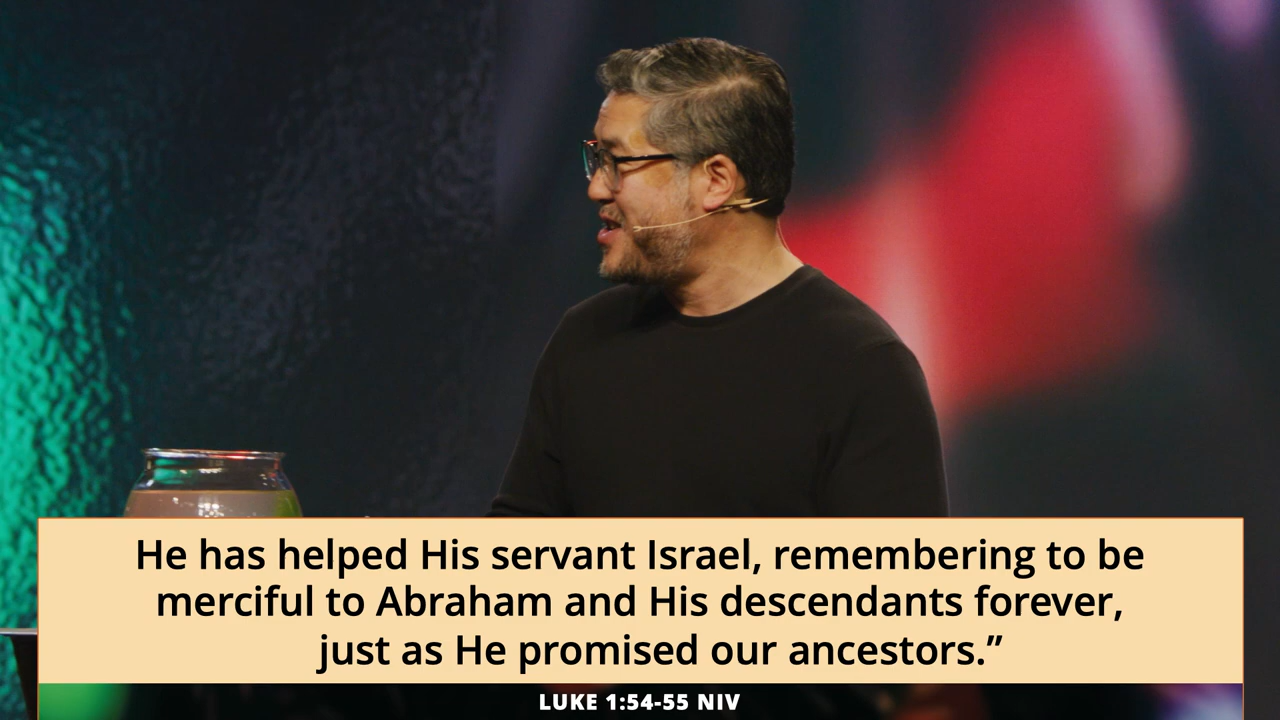 He has helped His servant Israel, remembering to be
merciful to Abraham and His descendants forever,
just as He promised our ancestors.”
LUKE 1:54-55 NIV